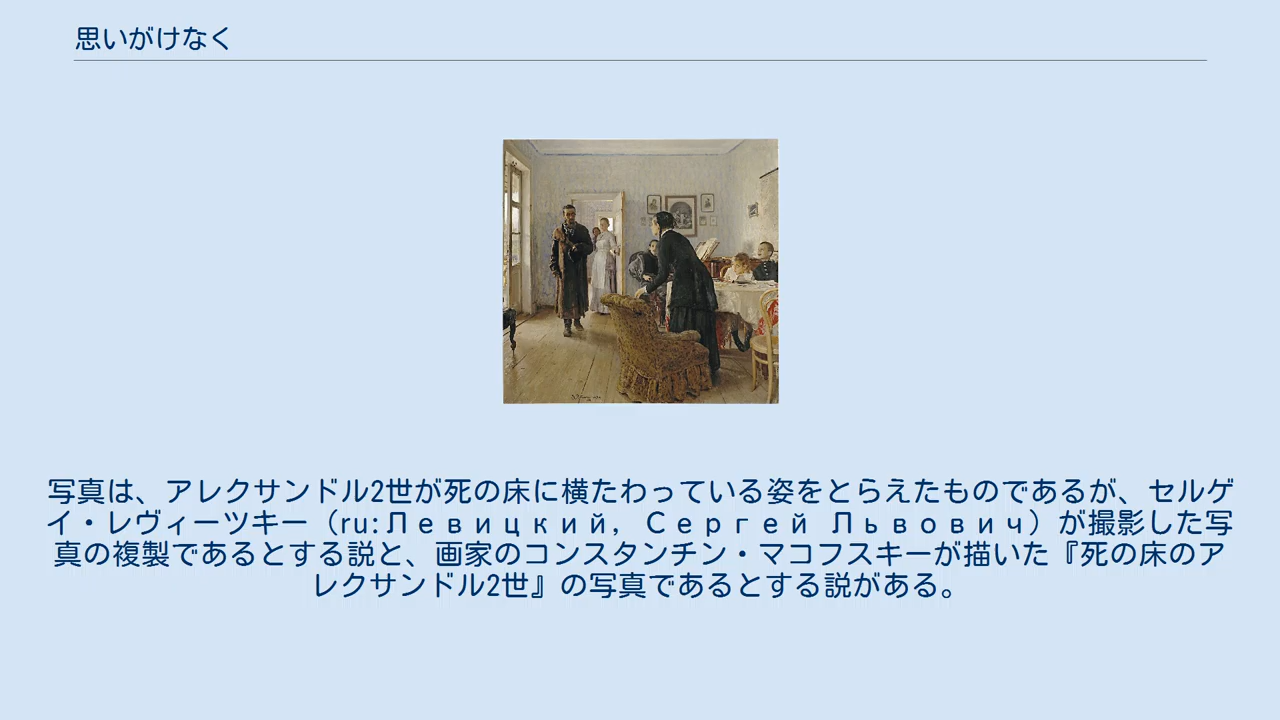 思いがけなく
写真は、アレクサンドル2世が死の床に横たわっている姿をとらえたものであるが、セルゲ
イ・レヴィーツキー（ru:Левицкий, Сергей Львович）が撮影した写
真の複製であるとする説と、画家のコンスタンチン・マコフスキーが描いた『死の床のア
レクサンドル2世』の写真であるとする説がある。